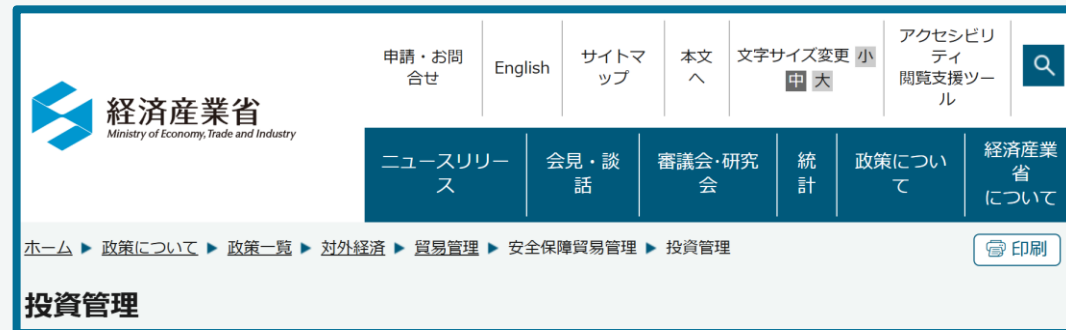 経済産業省
Ministry of Economy, Trade and Industry
申請・お問
合せ
English
サイトマ
ップ
本文
へ
文字サイズ変更 小
中 大
アクセシビリ
ティ
閲覧支援ツー
ル
ニュースリリー
ス
会見・談
話
審議会・研究
会
統
計
政策につい
て
経済産業
省
について
ホーム ▶ 政策について ▶ 政策一覧 ▶ 対外経済 ▶ 貿易管理 ▶ 安全保障貿易管理 ▶ 投資管理
印刷
投資管理